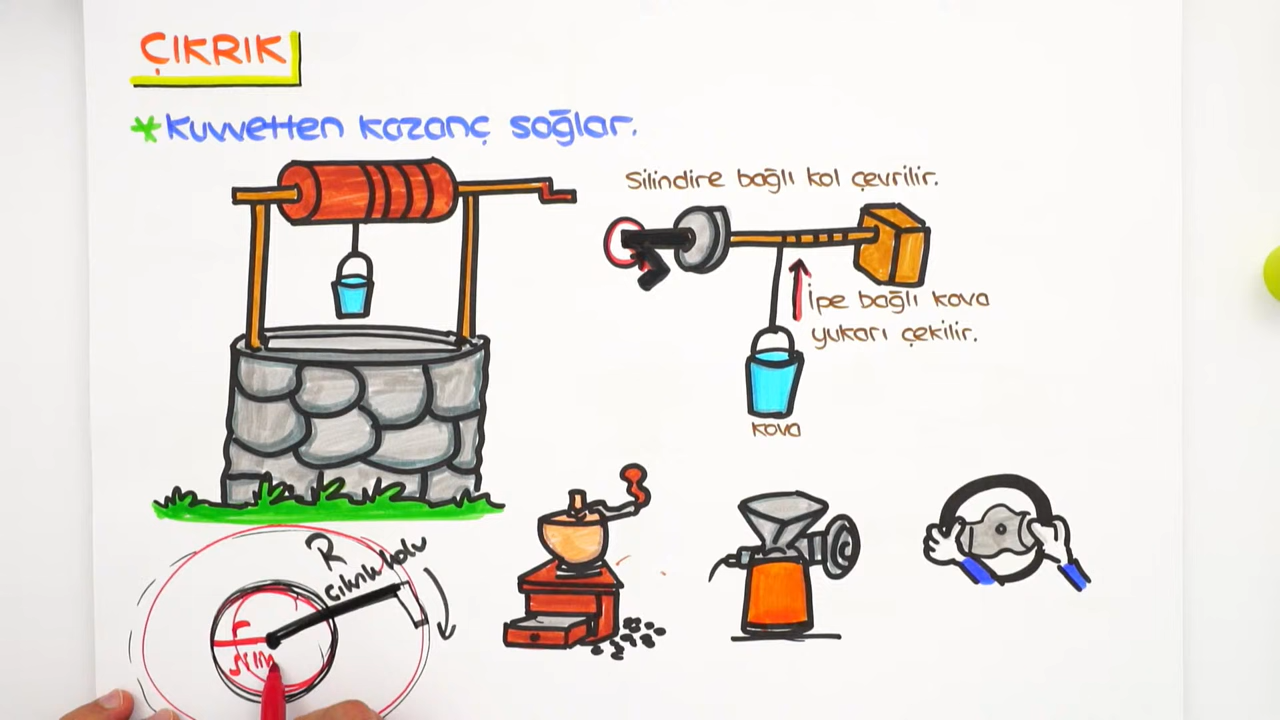 ÇIKRIK
* Kuvvetten kazanç sağlar.
Silindire bağlı kol çevrilir.
İpe bağlı kova
yukarı çekilir.
kova
R
çıkrık kolu
r